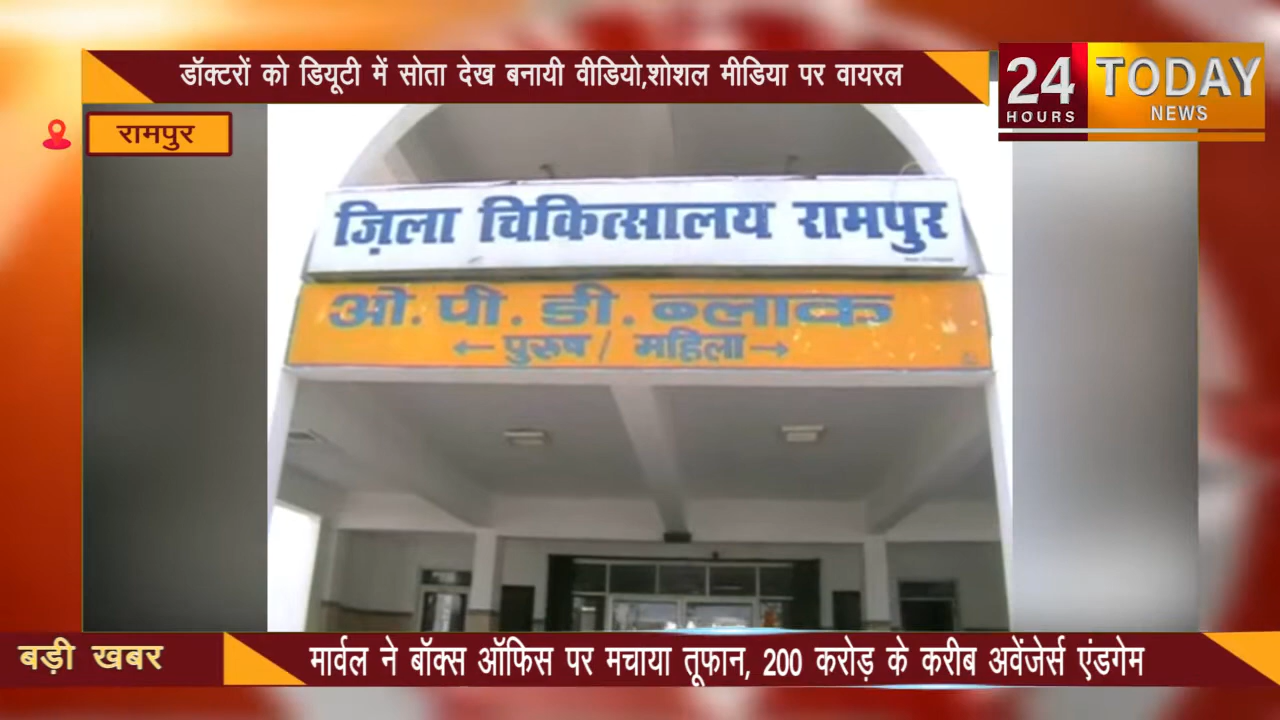 डॉक्टरों को डियूटी में सोता देख बनायी वीडियो,शोशल मीडिया पर वायरल
24 HOURS
TODAY NEWS
रामपुर
ज़िला चिकित्सालय रामपुर
ओ.पी.डी.ब्लाक
←पुरुष / महिला→
बड़ी खबर
मार्वल ने बॉक्स ऑफिस पर मचाया तूफान, 200 करोड़ के करीब अवेंजेर्स एंडगेम